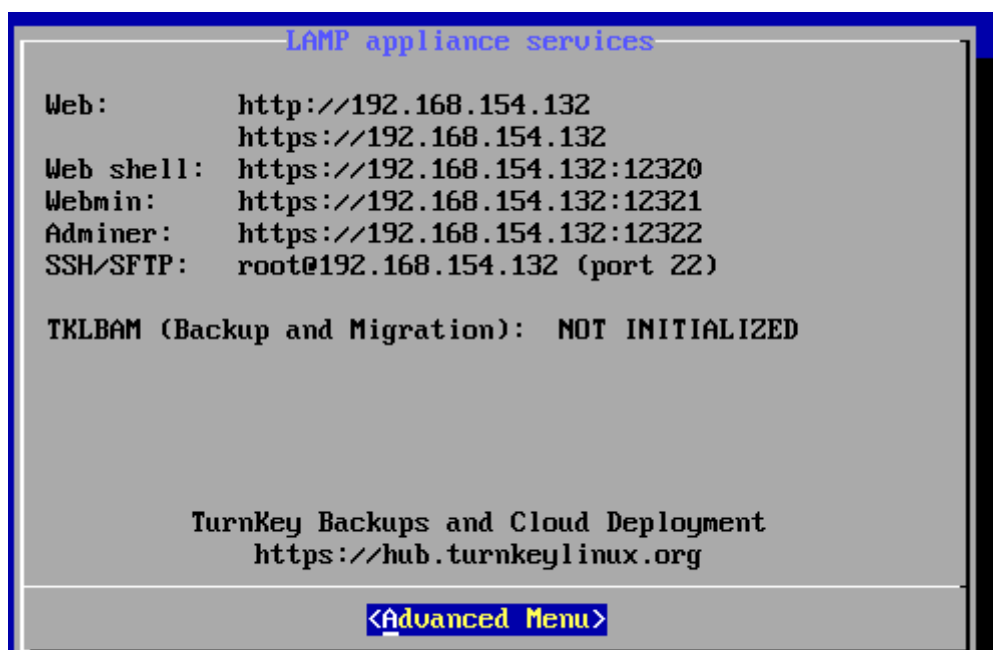 LAMP appliance services
Web: http://192.168.154.132
https://192.168.154.132
Web shell: https://192.168.154.132:12320
Webmin: https://192.168.154.132:12321
Adminer: https://192.168.154.132:12322
SSH/SFTP: root@192.168.154.132 (port 22)
TKLBAM (Backup and Migration): NOT INITIALIZED
TurnKey Backups and Cloud Deployment
https://hub.turnkeylinux.org
<Advanced Menu>